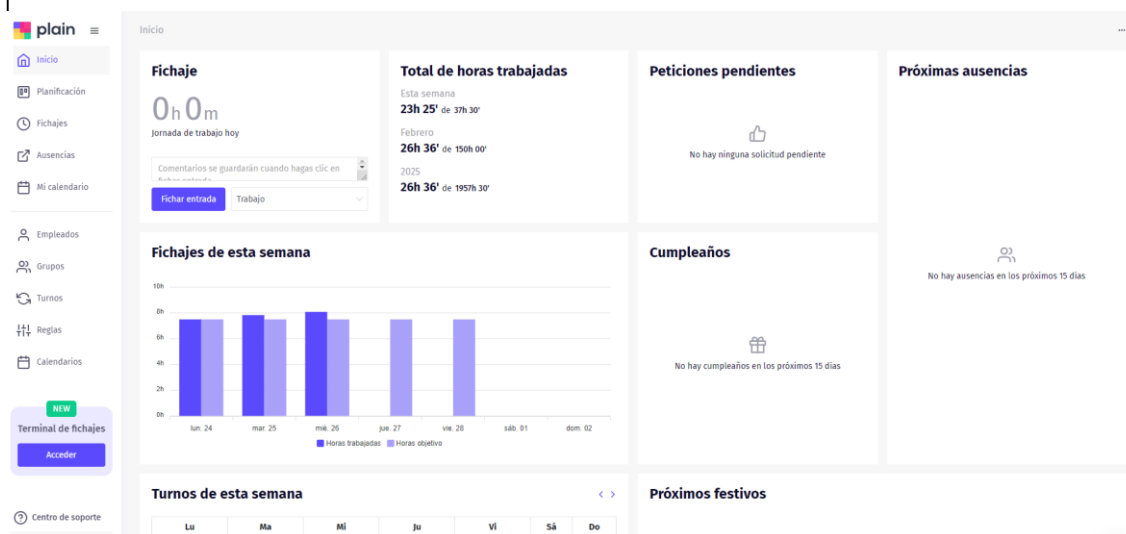 plain
Inicio
Planificación
Fichajes
Ausencias
Mi calendario
Empleados
Grupos
Turnos
Reglas
Calendarios
NEW
Terminal de fichajes
Acceder
Centro de soporte
Inicio
Fichaje
0h 0m
Jornada de trabajo hoy
Comentarios se guardarán cuando hagas clic en
fichar entrada
Fichar entrada
Trabajo
Total de horas trabajadas
Esta semana
23h 25' de 37h 30'
Febrero
26h 36' de 150h 00'
2025
26h 36' de 1957h 30'
Peticiones pendientes
No hay ninguna solicitud pendiente
Próximas ausencias
No hay ausencias en los próximos 15 días
Fichajes de esta semana
10h
8h
6h
4h
2h
0h
lun. 24 mar. 25 mié. 26 jue. 27 vie. 28 sáb. 01 dom. 02
Horas trabajadas Horas objetivo
Cumpleaños
No hay cumpleaños en los próximos 15 días
Turnos de esta semana
Lu Ma Mi Ju Vi Sá Do
Próximos festivos